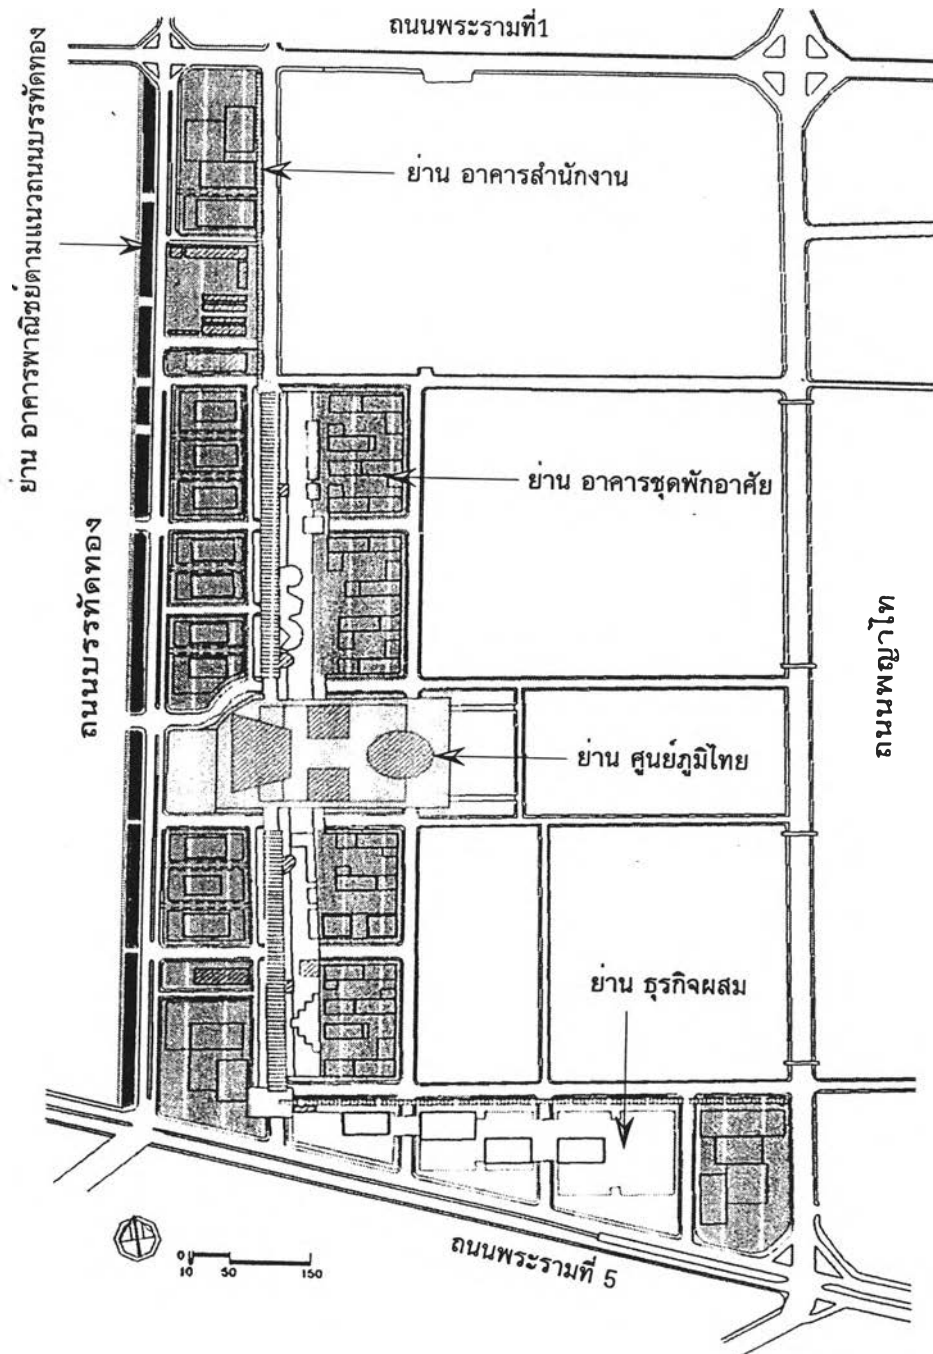 ถนนพระรามที่1
ย่าน อาคารพาณิชย์ตามแนวถนนบรรทัดทอง
ย่าน อาคารสำนักงาน
ย่าน อาคารชุดพักอาศัย
ถนนบรรทัดทอง
ถนนพญาไท
ย่าน ศูนย์ภูมิไทย
ย่าน ธุรกิจผสม
ถนนพระรามที่ 5
0
10 50 150